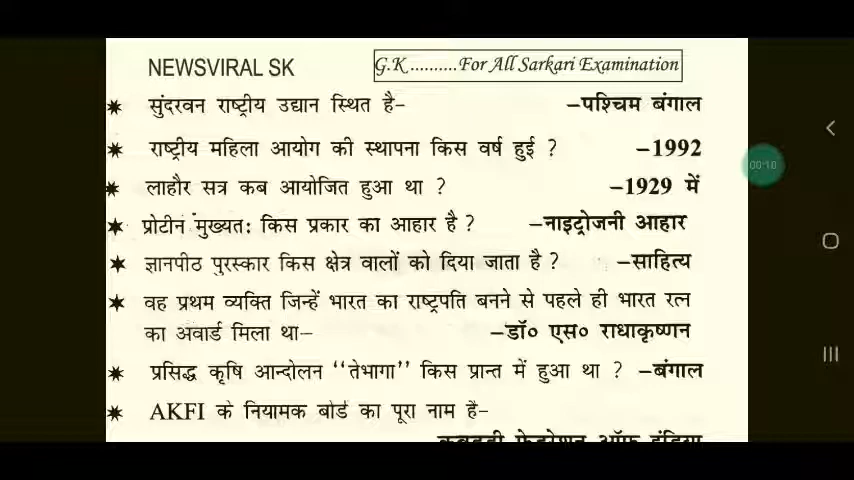 NEWSVIRAL SK
G.K ..........For All Sarkari Examination
✶ सुंदरवन राष्ट्रीय उद्यान स्थित है- –पश्चिम बंगाल
✶ राष्ट्रीय महिला आयोग की स्थापना किस वर्ष हुई ? –1992
✶ लाहौर सत्र कब आयोजित हुआ था ? –1929 में
✶ प्रोटीन मुख्यतः किस प्रकार का आहार है ? –नाइट्रोजनी आहार
✶ ज्ञानपीठ पुरस्कार किस क्षेत्र वालों को दिया जाता है ? –साहित्य
✶ वह प्रथम व्यक्ति जिन्हें भारत का राष्ट्रपति बनने से पहले ही भारत रत्न
का अवार्ड मिला था– –डॉ० एस० राधाकृष्णन
✶ प्रसिद्ध कृषि आन्दोलन "तेभागा" किस प्रान्त में हुआ था ? –बंगाल
✶ AKFI के नियामक बोर्ड का पूरा नाम है-
00:18